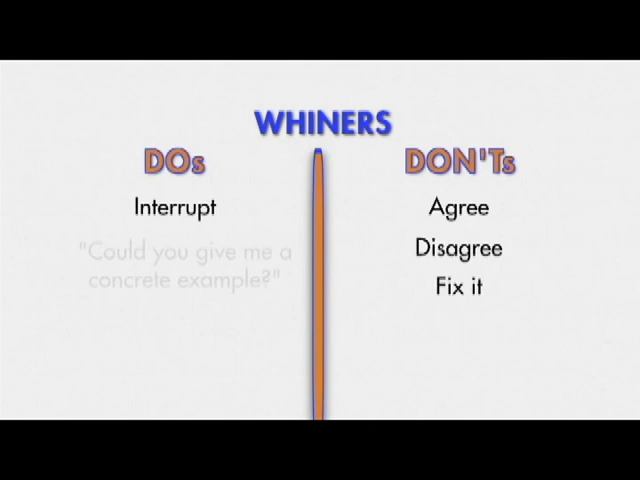 WHINERS
DOs
Interrupt
"Could you give me a
concrete example?"
DON'Ts
Agree
Disagree
Fix it